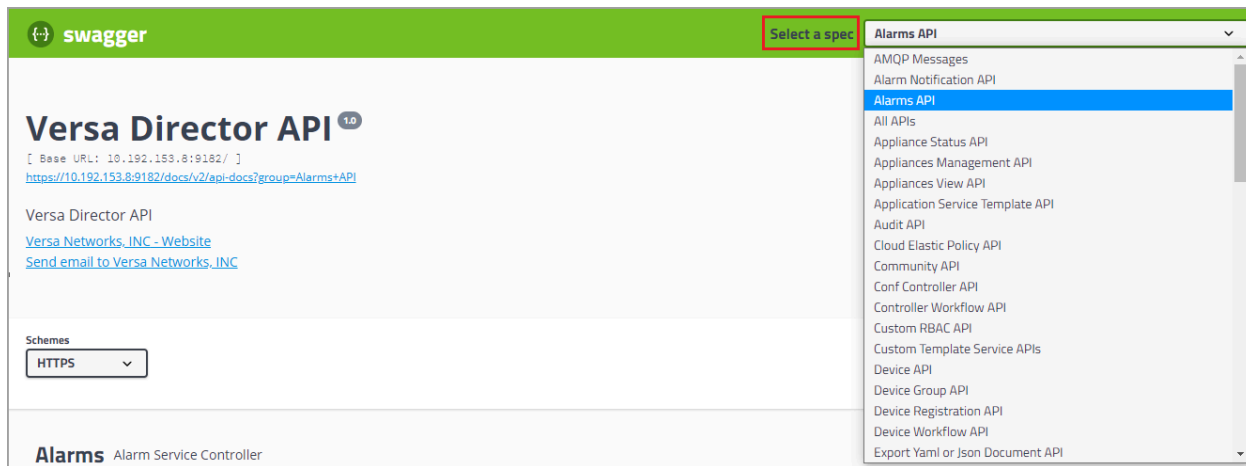 swagger
Select a spec
Alarms API
AMQP Messages
Alarm Notification API
Alarms API
All APIs
Appliance Status API
Appliances Management API
Appliances View API
Application Service Template API
Audit API
Cloud Elastic Policy API
Community API
Conf Controller API
Controller Workflow API
Custom RBAC API
Custom Template Service APIs
Device API
Device Group API
Device Registration API
Device Workflow API
Export Yaml or Json Document API
Versa Director API 1.0
[ Base URL: 10.192.153.8:9182/ ]
https://10.192.153.8:9182/docs/v2/api-docs?group=Alarms+API
Versa Director API
Versa Networks, INC - Website
Send email to Versa Networks, INC
Schemes
HTTPS
Alarms Alarm Service Controller